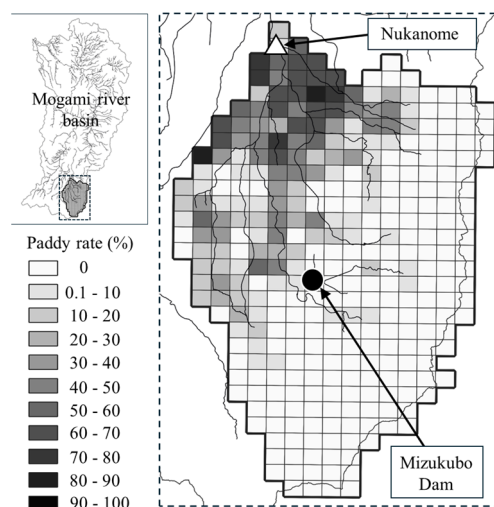 Nukanome
Mogami river
basin
Paddy rate (%)
0
0.1 - 10
10 - 20
20 - 30
30 - 40
40 - 50
50 - 60
60 - 70
70 - 80
80 - 90
90 - 100
Mizukubo
Dam